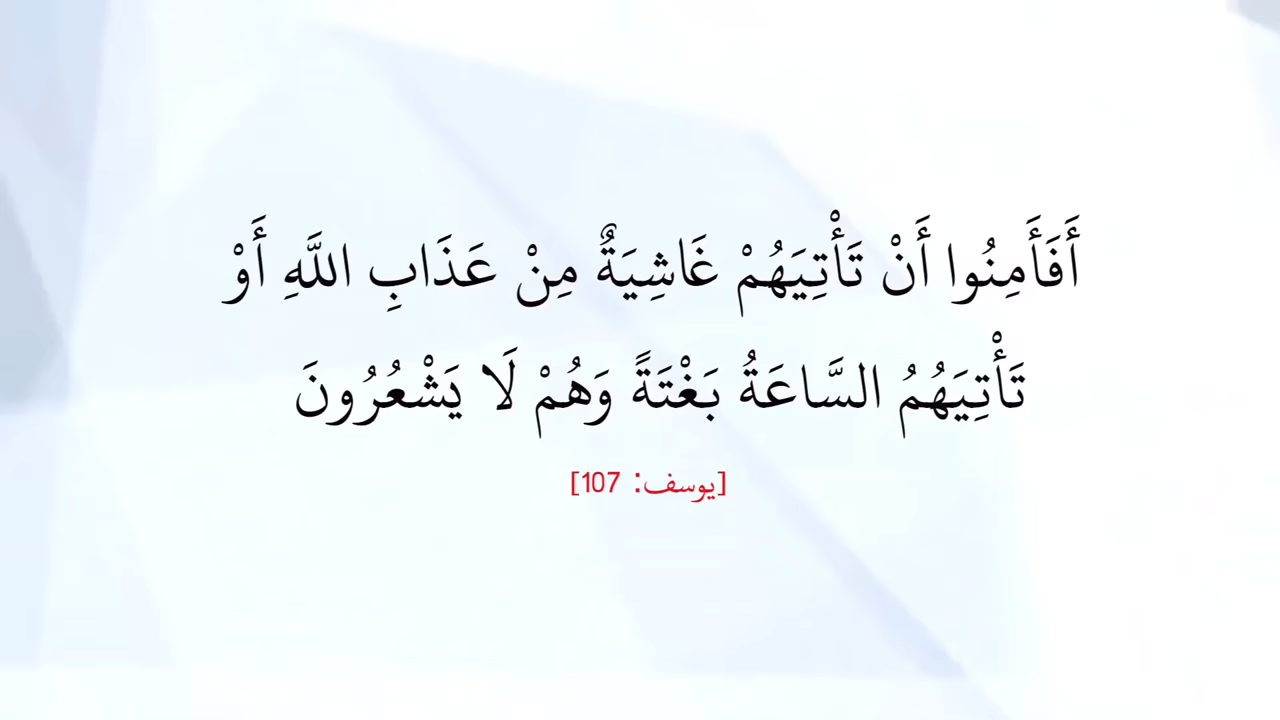 أَفَأَمِنُوا أَنْ تَأْتِيَهُمْ غَاشِيَةٌ مِنْ عَذَابِ اللَّهِ أَوْ
تَأْتِيَهُمُ السَّاعَةُ بَغْتَةً وَهُمْ لَا يَشْعُرُونَ
[يوسف: 107]